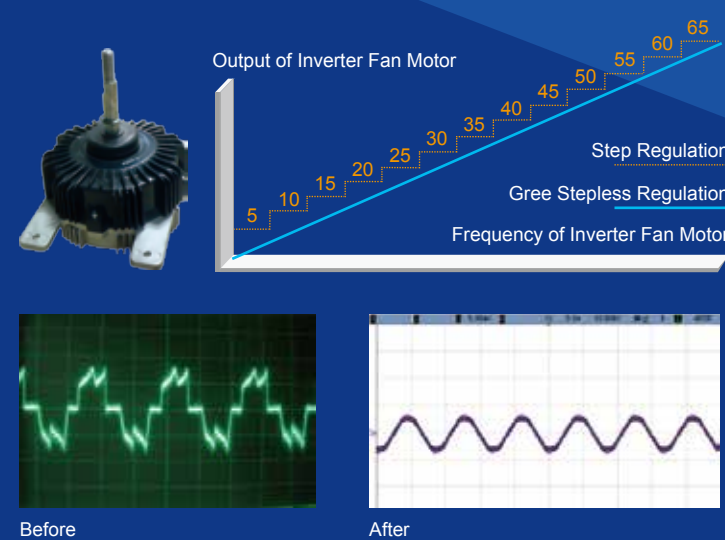 Output of Inverter Fan Motor
65
60
55
50
45
40
35
30
25
20
15
10
5
Step Regulation
Gree Stepless Regulation
Frequency of Inverter Fan Motor
Before
After